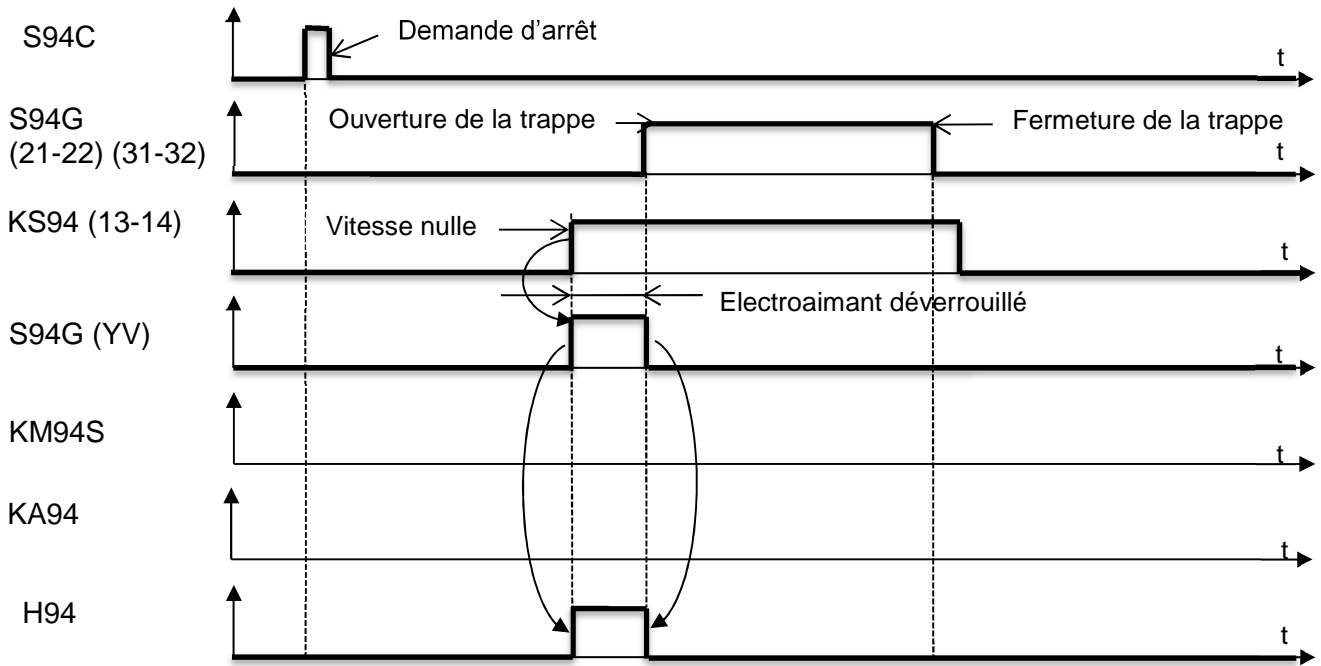 S94C
Demande d'arrêt
t
S94G
(21-22) (31-32)
Ouverture de la trappe
Fermeture de la trappe
t
KS94 (13-14)
Vitesse nulle
t
Electroaimant déverrouillé
S94G (YV)
t
KM94S
t
KA94
t
H94
t